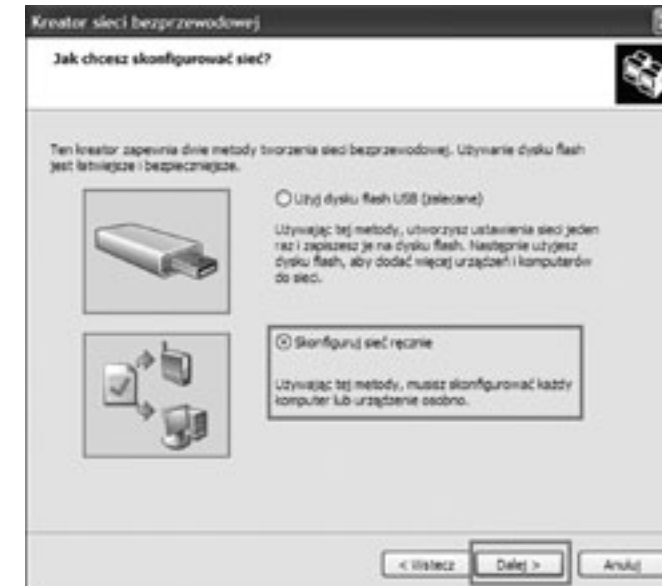 Kreator sieci bezprzewodowej
Jak chcesz skonfigurować sieć?
Ten kreator zapewnia dwie metody tworzenia sieci bezprzewodowej. Używanie dysku flash
jest łatwiejsze i bezpieczniejsze.
Użyj dysku flash USB (zalecane)
Używając tej metody, utworzysz ustawienia sieci jeden
raz i zapiszesz je na dysku flash. Następnie użyjesz
dysku flash, aby dodać więcej urządzeń i komputerów
do sieci.
Skonfiguruj sieć ręcznie
Używając tej metody, musisz skonfigurować każdy
komputer lub urządzenie osobno.
< Wstecz Dalej > Anuluj